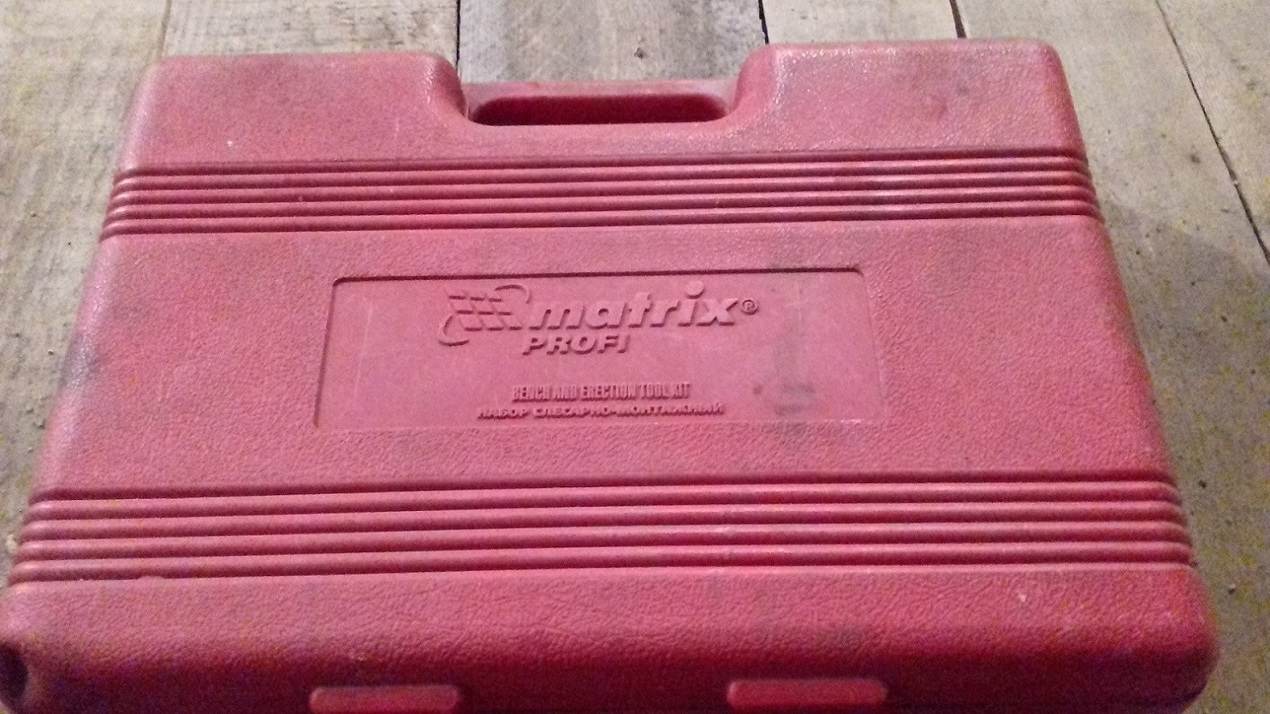 matrix®
PROFI
BENCH AND ERECTION TOOL KIT
НАБОР СЛЕСАРНО-МОНТАЖНЫЙ